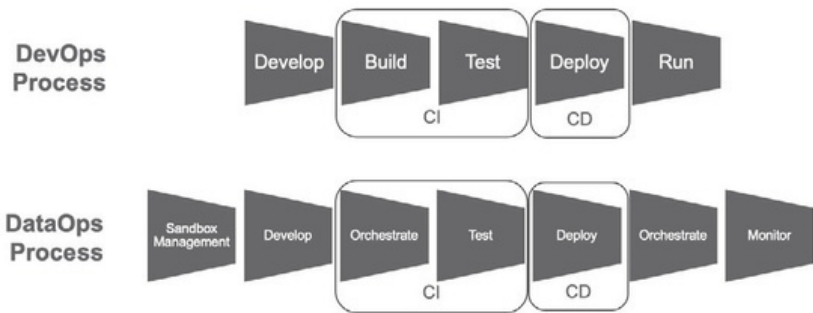 DevOps
Process
Develop
Build
Test
Deploy
Run
CI
CD
DataOps
Process
Sandbox
Management
Develop
Orchestrate
Test
Deploy
Orchestrate
Monitor
CI
CD